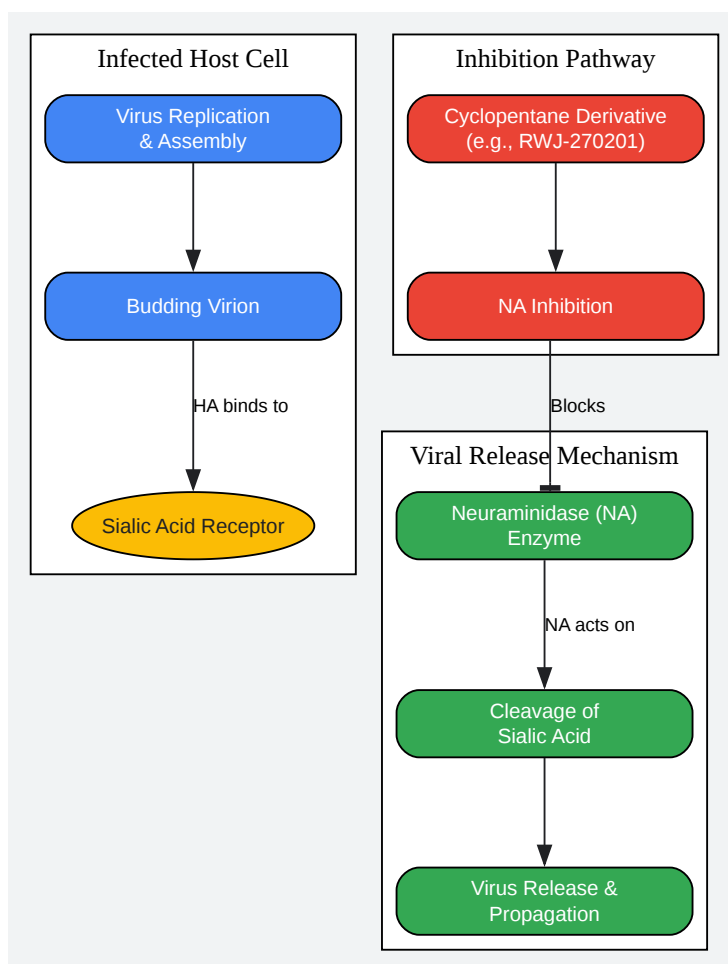 Infected Host Cell
Virus Replication
& Assembly
Budding Virion
HA binds to
Sialic Acid Receptor
Inhibition Pathway
Cyclopentane Derivative
(e.g., RWJ-270201)
NA Inhibition
Blocks
Viral Release Mechanism
Neuraminidase (NA)
Enzyme
NA acts on
Cleavage of
Sialic Acid
Virus Release &
Propagation